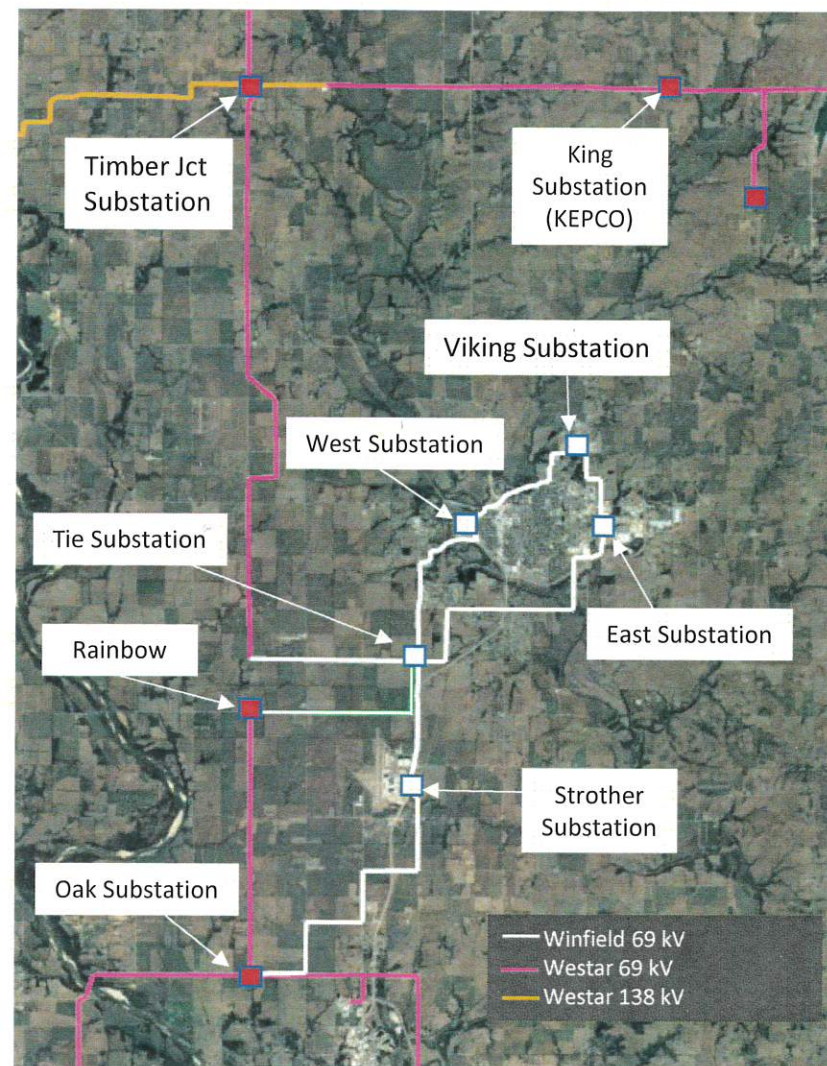 Timber Jct
Substation
King
Substation
(KEPCO)
Viking Substation
West Substation
Tie Substation
Rainbow
East Substation
Strother
Substation
Oak Substation
Winfield 69 kV
Westar 69 kV
Westar 138 kV